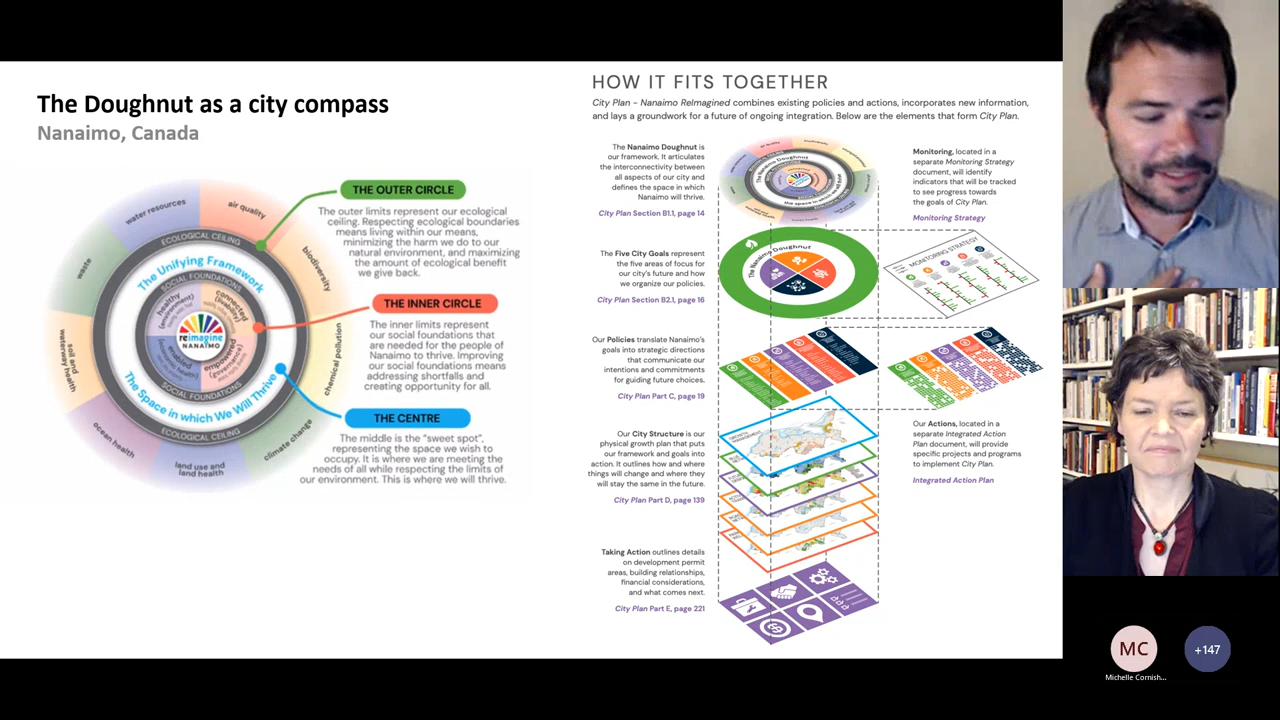 The Doughnut as a city compass
Nanaimo, Canada
water resources
air quality
biodiversity
chemical pollution
climate change
land use and
land health
ocean health
soil and
waterway health
waste
ECOLOGICAL CEILING
The Unifying Framework
SOCIAL FOUNDATIONS
healthy
(environment)
connected
empowered
reimagine
NANAIMO
SOCIAL FOUNDATIONS
The Space in which We Will Thrive
ECOLOGICAL CEILING
THE OUTER CIRCLE
The outer limits represent our ecological
ceiling. Respecting ecological boundaries
means living within our means,
minimizing the harm we do to our
natural environment, and maximizing
the amount of ecological benefit
we give back.
THE INNER CIRCLE
The inner limits represent
our social foundations that
are needed for the people of
Nanaimo to thrive. Improving
our social foundations means
addressing shortfalls and
creating opportunity for all.
THE CENTRE
The middle is the "sweet spot",
representing the space we wish to
occupy. It is where we are meeting the
needs of all while respecting the limits of
our environment. This is where we will thrive.
HOW IT FITS TOGETHER
City Plan - Nanaimo ReImagined combines existing policies and actions, incorporates new information,
and lays a groundwork for a future of ongoing integration. Below are the elements that form City Plan.
The Nanaimo Doughnut is
our framework. It articulates
the interconnectivity between
all aspects of our city and
defines the space in which
Nanaimo will thrive.
City Plan Section B1.1, page 14
The Five City Goals represent
the five areas of focus for
our city's future and how
we organize our policies.
City Plan Section B2.1, page 16
Our Policies translate Nanaimo's
goals into strategic directions
that communicate our
intentions and commitments
for guiding future choices.
City Plan Part C, page 19
Our City Structure is our
physical growth plan that puts
our framework and goals into
action. It outlines how and where
things will change and where they
will stay the same in the future.
City Plan Part D, page 139
Taking Action outlines details
on development permit
areas, building relationships,
financial considerations,
and what comes next.
City Plan Part E, page 221
The Nanaimo Doughnut
MONITORING STRATEGY
GROWTH MANAGEMENT
Monitoring, located in a
separate Monitoring Strategy
document, will identify
indicators that will be tracked
to see progress towards
the goals of City Plan.
Monitoring Strategy
Our Actions, located in a
separate Integrated Action
Plan document, will provide
specific projects and programs
to implement City Plan.
Integrated Action Plan
MC
+147
Michelle Cornish...